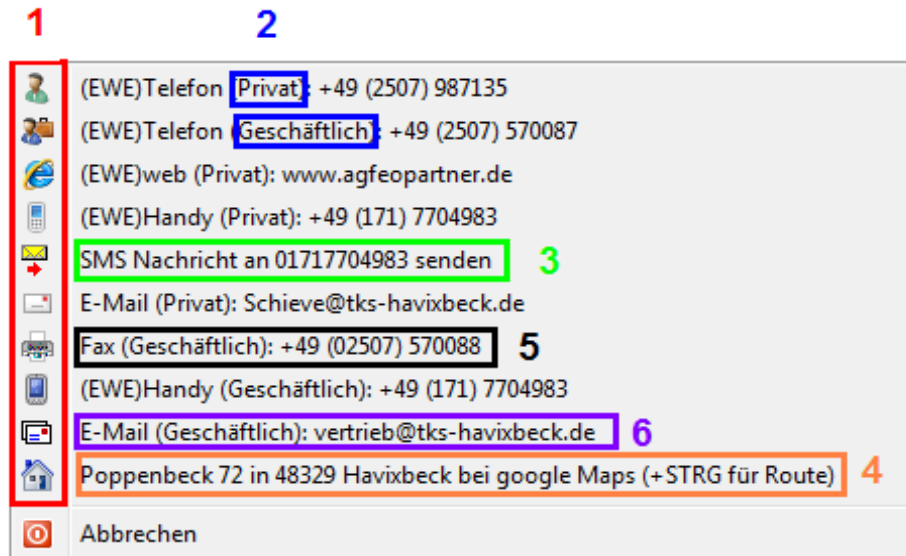 1 2
(EWE)Telefon (Privat): +49 (2507) 987135
(EWE)Telefon (Geschäftlich): +49 (2507) 570087
(EWE)web (Privat): www.agfeopartner.de
(EWE)Handy (Privat): +49 (171) 7704983
SMS Nachricht an 01717704983 senden 3
E-Mail (Privat): Schieve@tks-havixbeck.de
Fax (Geschäftlich): +49 (02507) 570088 5
(EWE)Handy (Geschäftlich): +49 (171) 7704983
E-Mail (Geschäftlich): vertrieb@tks-havixbeck.de 6
Poppenbeck 72 in 48329 Havixbeck bei google Maps (+STRG für Route) 4
Abbrechen